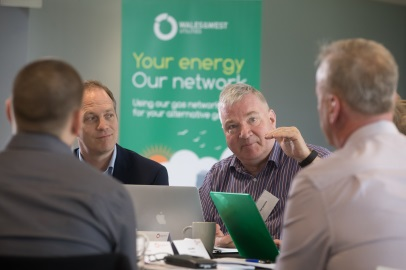 WALES&WEST
UTILITIES
Your energy
Our network
Using our gas network
for your alternative